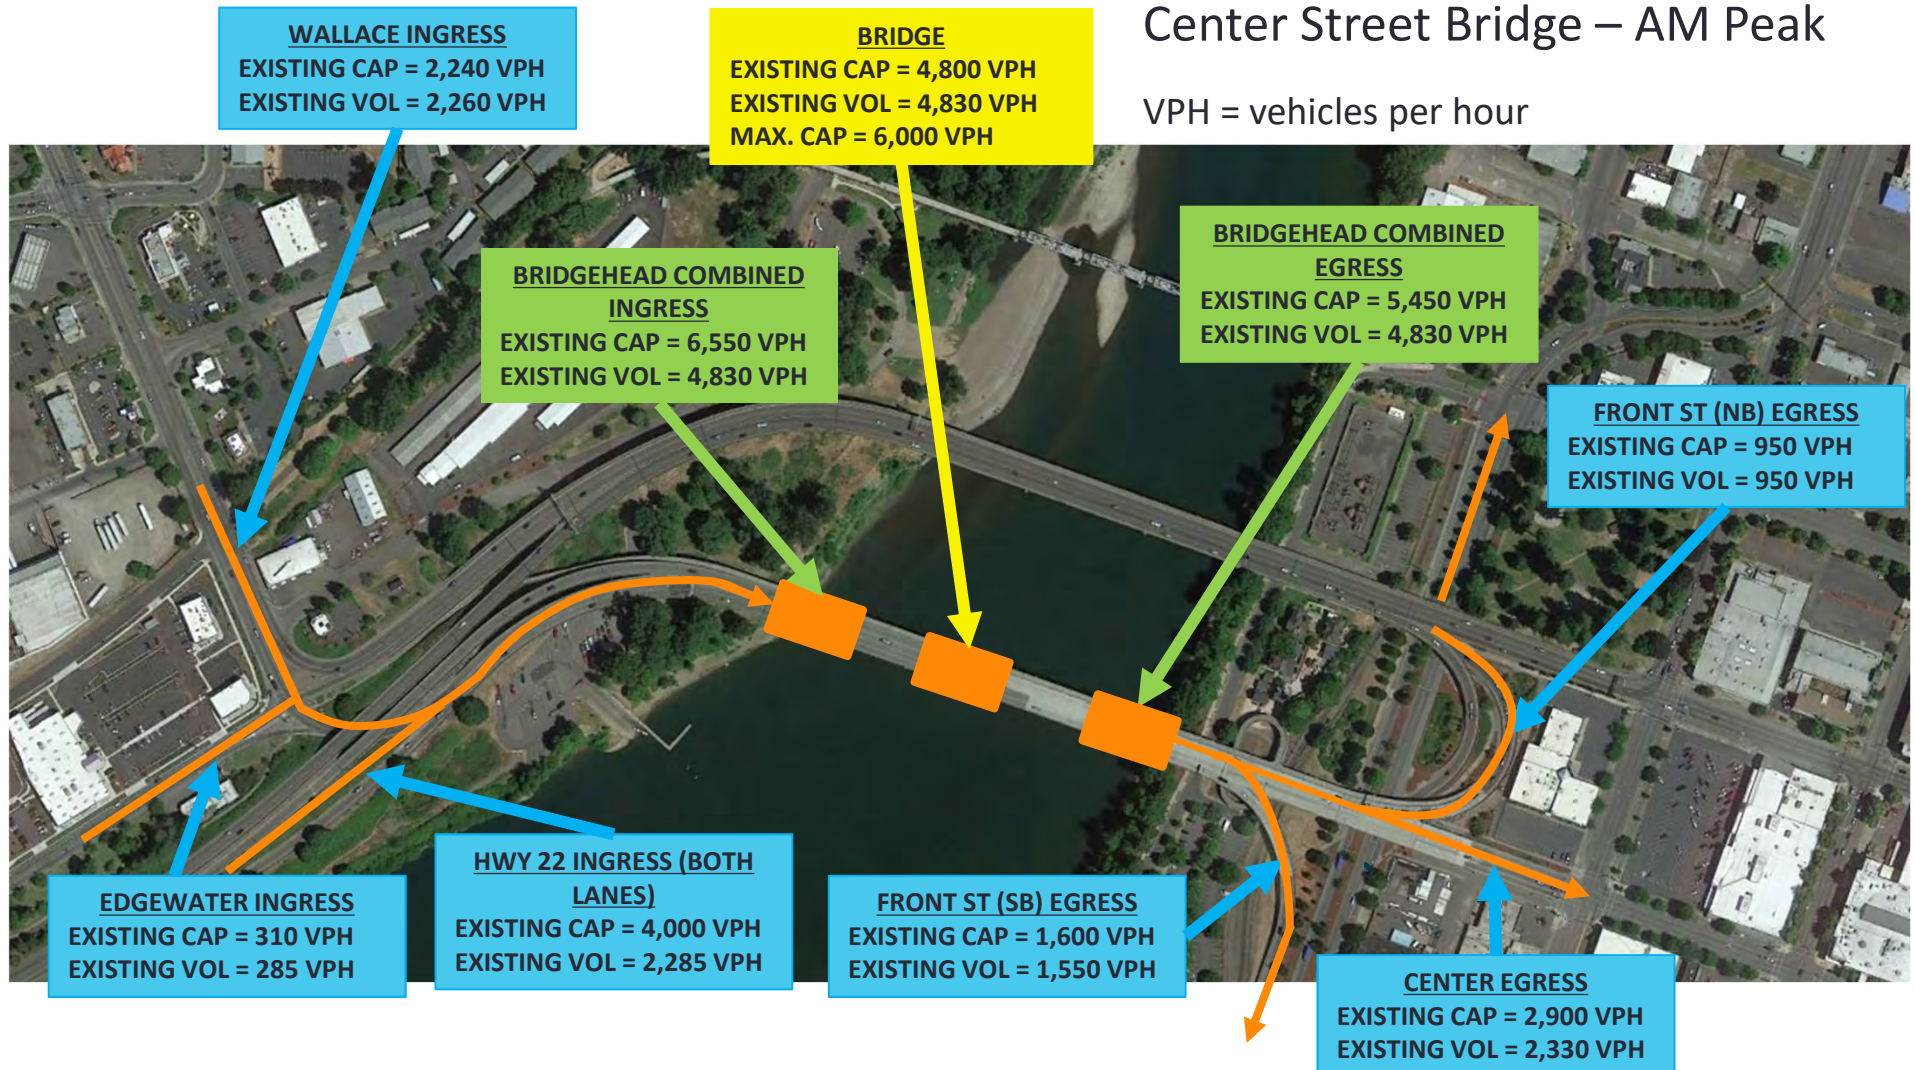 Center Street Bridge – AM Peak
VPH = vehicles per hour
WALLACE INGRESS
EXISTING CAP = 2,240 VPH
EXISTING VOL = 2,260 VPH
BRIDGE
EXISTING CAP = 4,800 VPH
EXISTING VOL = 4,830 VPH
MAX. CAP = 6,000 VPH
BRIDGEHEAD COMBINED
INGRESS
EXISTING CAP = 6,550 VPH
EXISTING VOL = 4,830 VPH
BRIDGEHEAD COMBINED
EGRESS
EXISTING CAP = 5,450 VPH
EXISTING VOL = 4,830 VPH
FRONT ST (NB) EGRESS
EXISTING CAP = 950 VPH
EXISTING VOL = 950 VPH
EDGEWATER INGRESS
EXISTING CAP = 310 VPH
EXISTING VOL = 285 VPH
HWY 22 INGRESS (BOTH
LANES)
EXISTING CAP = 4,000 VPH
EXISTING VOL = 2,285 VPH
FRONT ST (SB) EGRESS
EXISTING CAP = 1,600 VPH
EXISTING VOL = 1,550 VPH
CENTER EGRESS
EXISTING CAP = 2,900 VPH
EXISTING VOL = 2,330 VPH